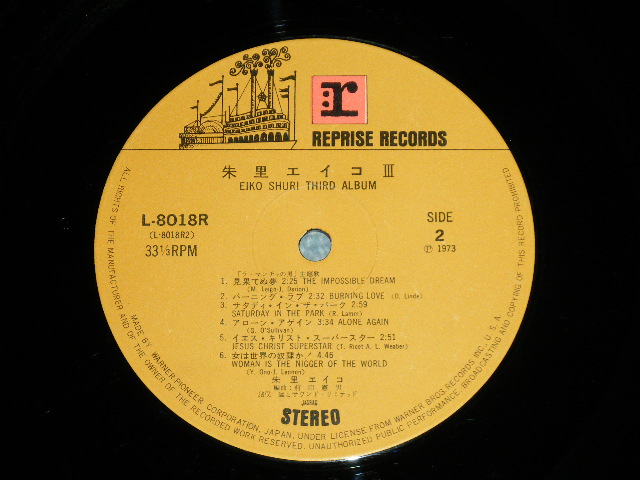 r
REPRISE RECORDS
朱里エイコ III
EIKO SHURI THIRD ALBUM
L-8018R
(L-8018R2)
33⅓RPM
SIDE
2
Ⓟ 1973
「ラ・マンチャの男」主題歌
1. 見果てぬ夢 2:25 THE IMPOSSIBLE DREAM
(M. Leigh-J. Darion)
2. バーニング・ラブ 2:32 BURNING LOVE (D. Linde)
3. サタディ・イン・ザ・パーク 2:59
SATURDAY IN THE PARK (R. Lamm)
4. アローン・アゲイン 3:34 ALONE AGAIN
(G. O'Sullivan)
5. イエス・キリスト・スーパースター 2:51
JESUS CHRIST SUPERSTAR (T. Rice-A. L. Weaber)
6. 女は世界の奴隷か! 4:46
WOMAN IS THE NIGGER OF THE WORLD
(Y. Ono-J. Lennon)
朱里エイコ
編曲:
STEREO
ALL RIGHTS OF THE MANUFACTURER AND OF THE OWNER OF THE RECORDED WORK RESERVED. UNAUTHORIZED PUBLIC PERFORMANCE, BROADCASTING AND COPYING OF THIS RECORD PROHIBITED
MADE BY WARNER-PIONEER CORPORATION, JAPAN, UNDER LICENSE FROM WARNER BROS RECORDS INC., U.S.A.